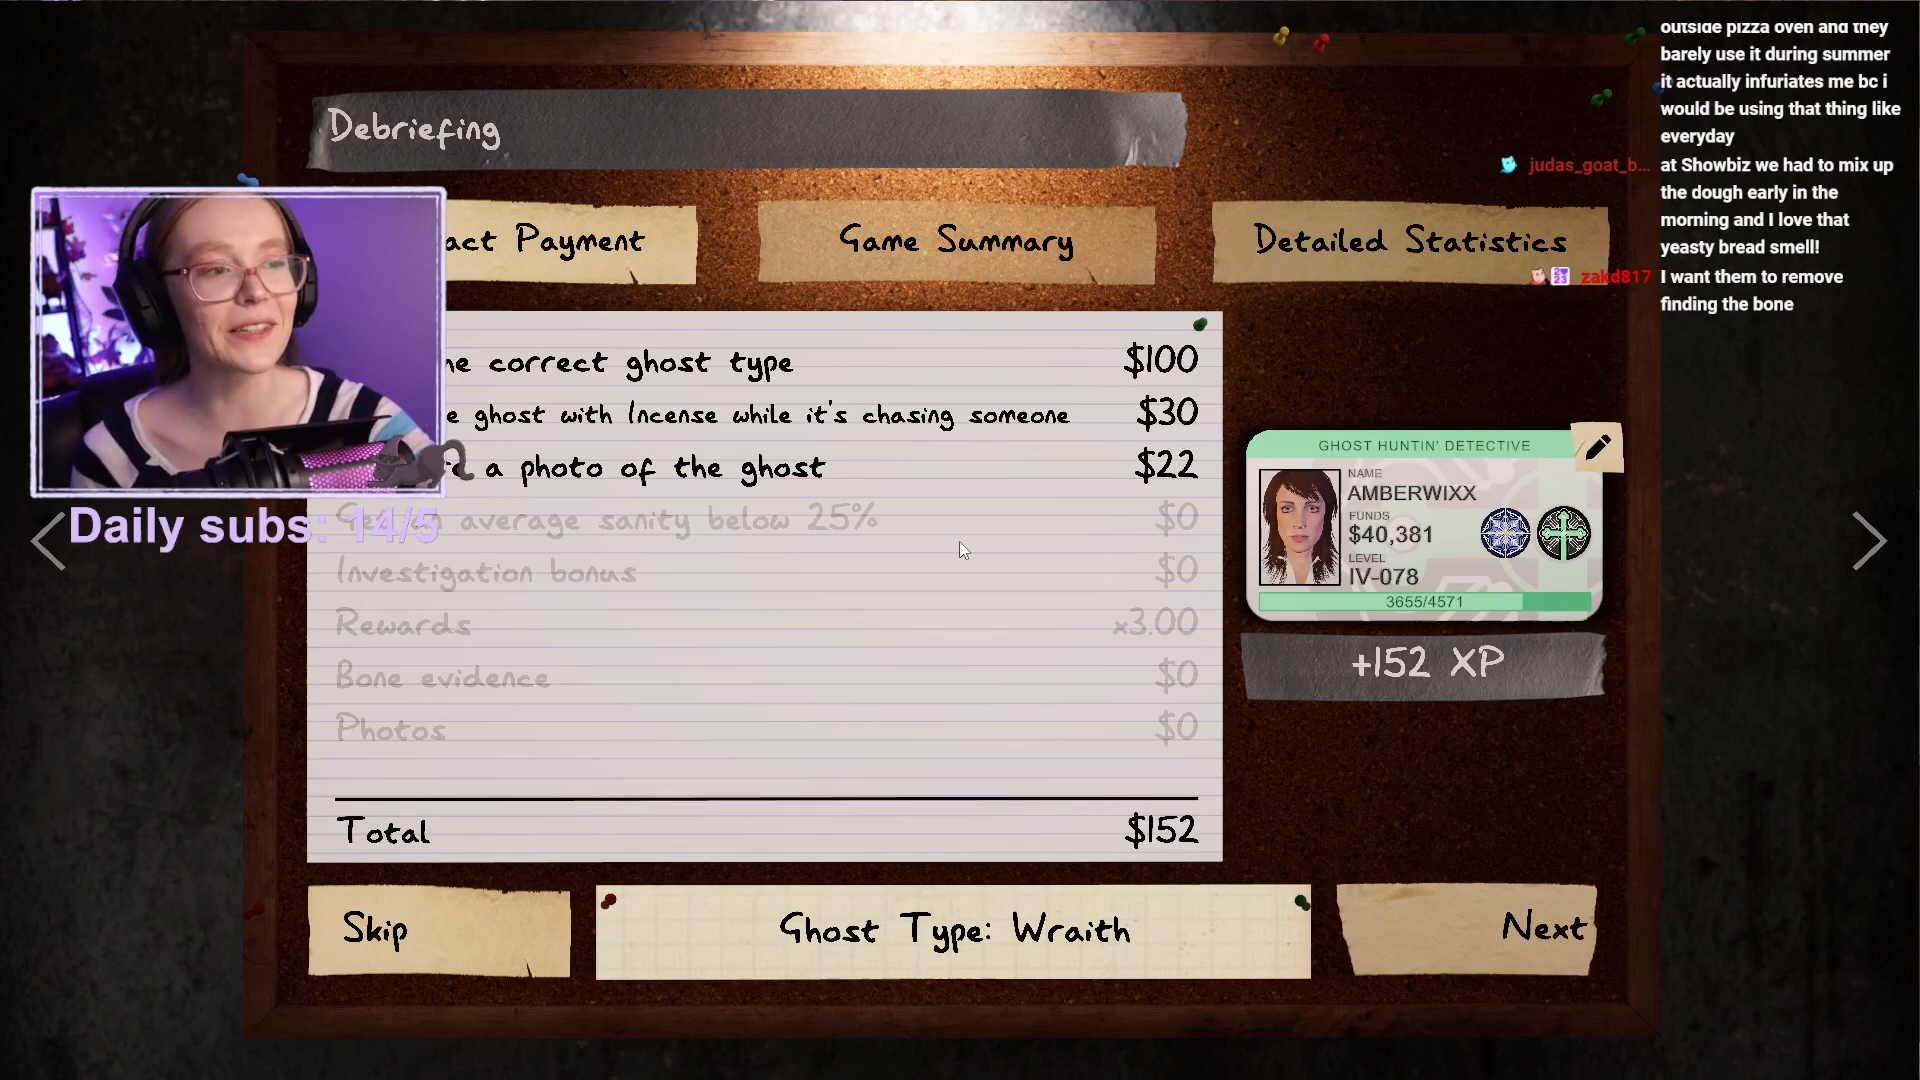 Debriefing
act Payment
Game Summary
Detailed Statistics
correct ghost type $100
ghost with Incense while it's chasing someone $30
a photo of the ghost $22
average sanity below 25% $0
Investigation bonus $0
Rewards x3.00
Bone evidence $0
Photos $0
Total $152
Skip
Ghost Type: Wraith
Next
Daily subs: 14/5
GHOST HUNTIN' DETECTIVE
NAME
AMBERWIXX
FUNDS
$40,381
LEVEL
IV-078
3655/4571
+152 XP
outside pizza oven and they
barely use it during summer
it actually infuriates me bc i
would be using that thing like
everyday
judas_goat_b... at Showbiz we had to mix up
the dough early in the
morning and I love that
yeasty bread smell!
zakd817 I want them to remove
finding the bone